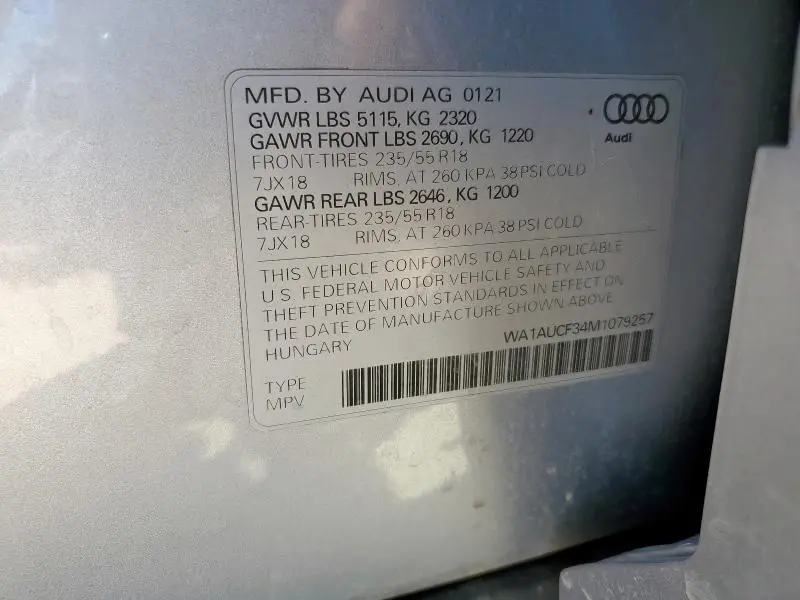 MFD. BY AUDI AG 0121
GVWR LBS 5115, KG 2320
GAWR FRONT LBS 2690, KG 1220
FRONT-TIRES 235/55 R18
7JX18 RIMS, AT 260 KPA 38 PSI COLD
GAWR REAR LBS 2646, KG 1200
REAR-TIRES 235/55 R18
7JX18 RIMS, AT 260 KPA 38 PSI COLD
Audi
THIS VEHICLE CONFORMS TO ALL APPLICABLE
U.S. FEDERAL MOTOR VEHICLE SAFETY AND
THEFT PREVENTION STANDARDS IN EFFECT ON
THE DATE OF MANUFACTURE SHOWN ABOVE
HUNGARY
WA1AUCF34M1079257
TYPE
MPV